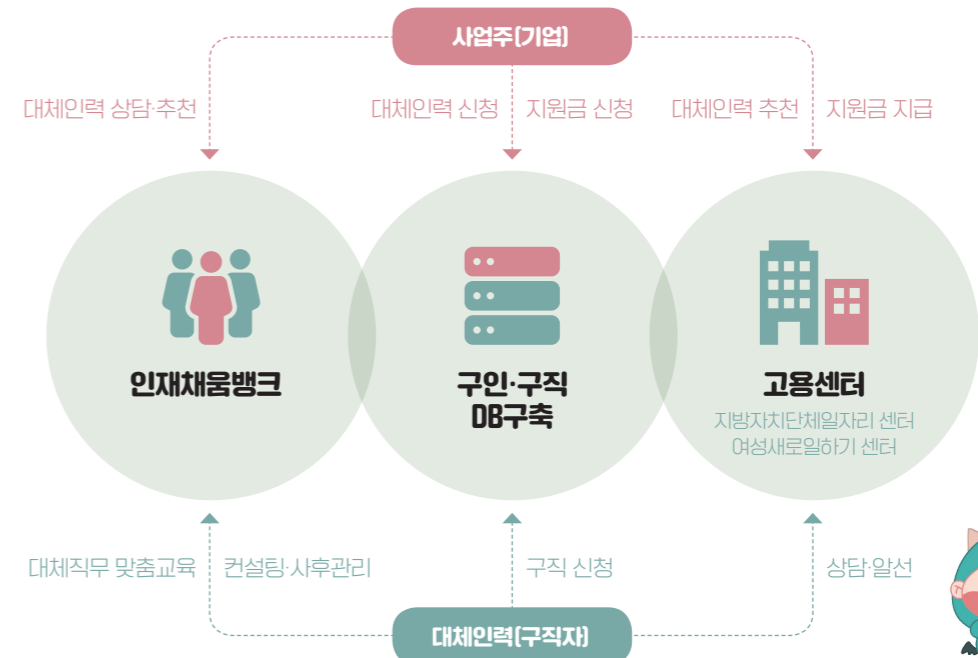 사업주(기업)
대체인력 상담·추천
대체인력 신청
지원금 신청
대체인력 추천
지원금 지급
인재채움뱅크
구인·구직
DB구축
고용센터
지방자치단체일자리 센터
여성새로일하기 센터
대체직무 맞춤교육
컨설팅·사후관리
구직 신청
상담·알선
대체인력(구직자)